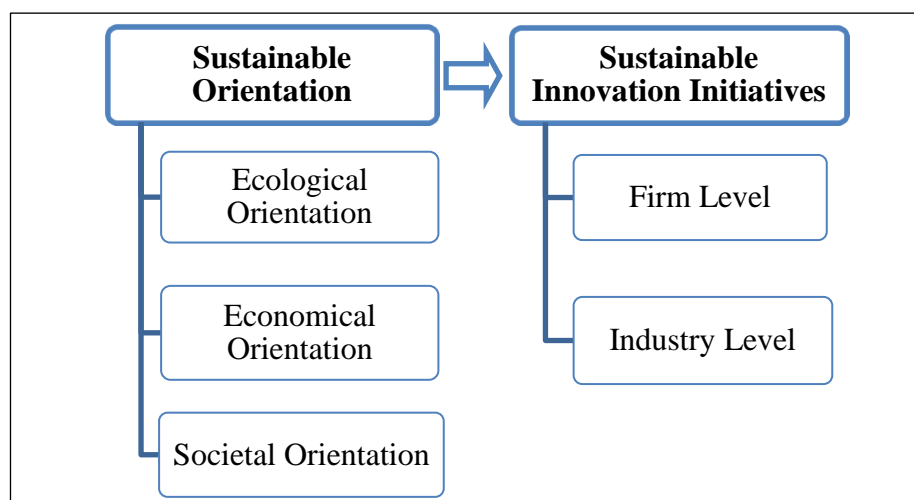 Sustainable
Orientation
Ecological
Orientation
Economical
Orientation
Societal Orientation
Sustainable
Innovation Initiatives
Firm Level
Industry Level